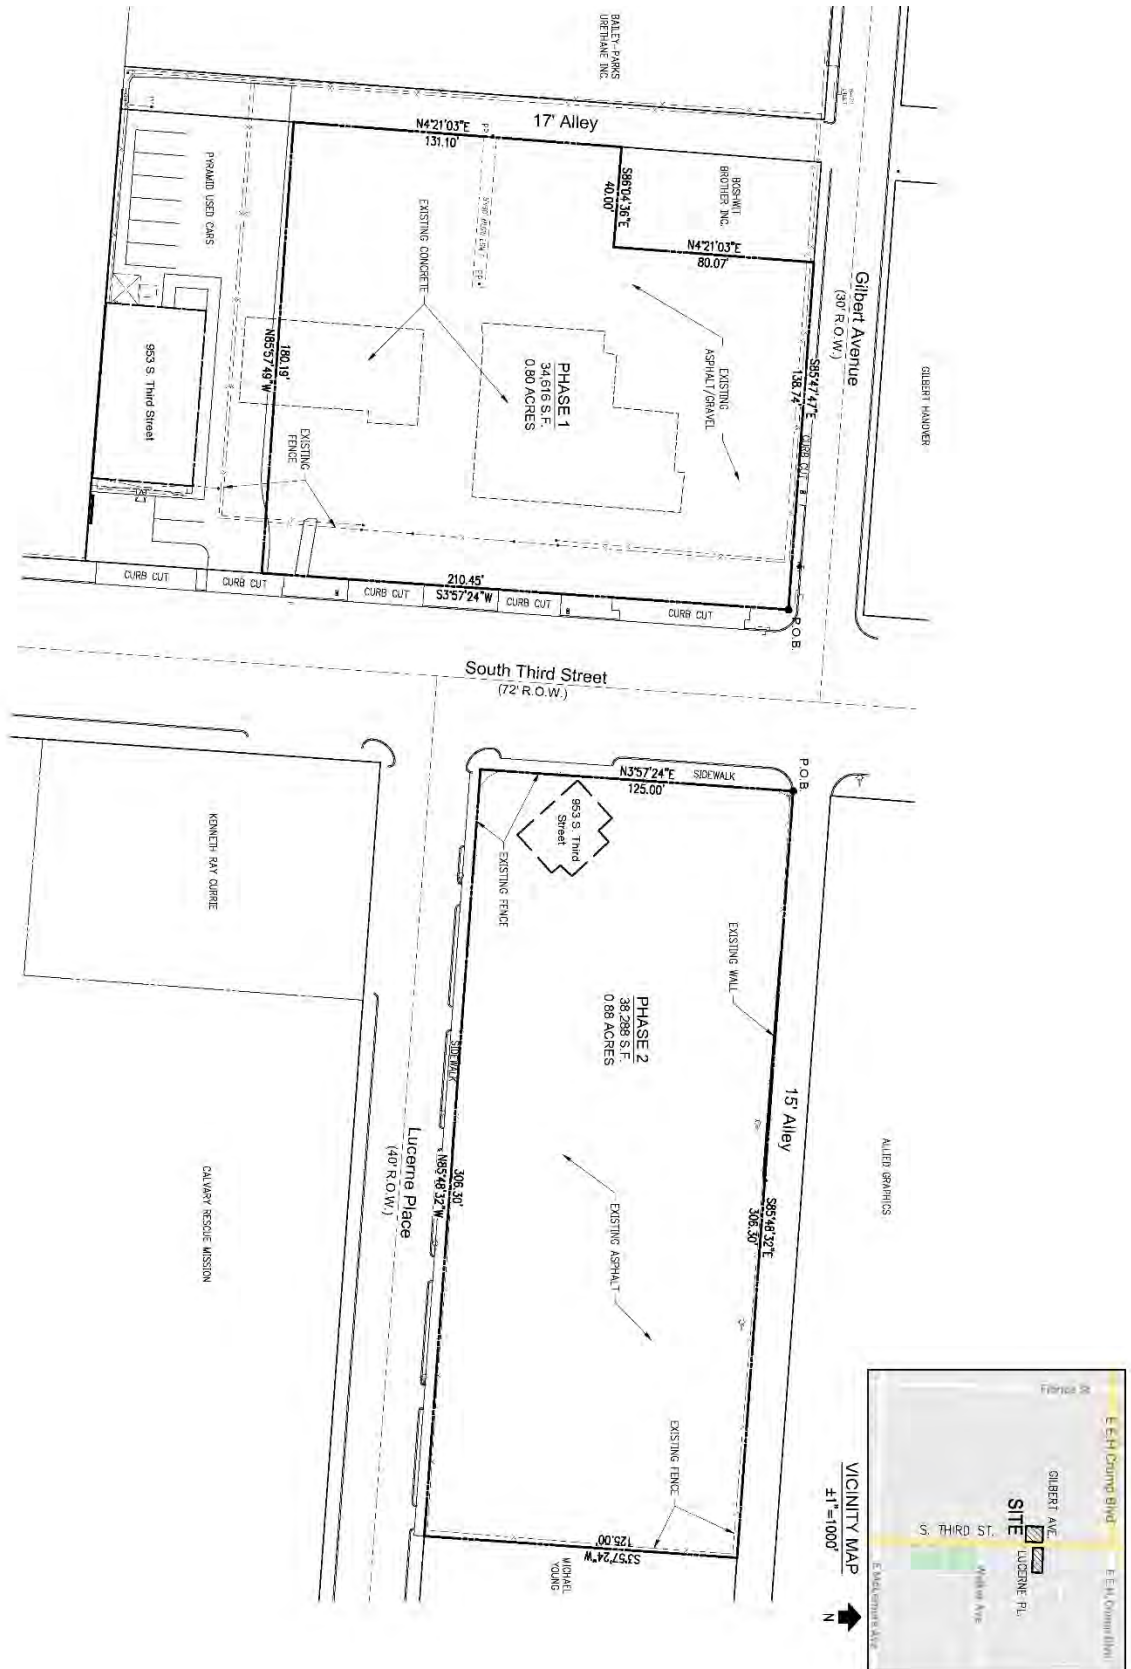 BAILEY-PARKS
URETHANE INC.
17' Alley
N4°21'03"E
131.10'
S86°04'36"E
40.00'
BOSHWIT
BROTHER INC.
N4°21'03"E
80.07'
Gilbert Avenue
(30' R.O.W.)
S85°47'47"E
138.74'
CURB CUT
GILBERT HANOVER
PYRAMID USED CARS
EXISTING CONCRETE
EXISTING
ASPHALT/GRAVEL
PHASE 1
34,616 S.F.
0.80 ACRES
180.19'
N85°57'49"W
953 S. Third Street
EXISTING
FENCE
CURB CUT
CURB CUT
CURB CUT
210.45'
S3°57'24"W
CURB CUT
CURB CUT
P.O.B.
South Third Street
(72' R.O.W.)
N3°57'24"E
125.00'
SIDEWALK
P.O.B.
953 S. Third
Street
EXISTING FENCE
KENNETH RAY CURRIE
EXISTING WALL
PHASE 2
38,288 S.F.
0.88 ACRES
SIDEWALK
15' Alley
ALLIED GRAPHICS
Lucerne Place
(40' R.O.W.)
306.30'
N85°48'32"W
S85°48'32"E
306.30'
EXISTING ASPHALT
CALVARY RESCUE MISSION
EXISTING FENCE
125.00'
S3°57'24"W
MICHAEL
YOUNG
VICINITY MAP
±1"=1000'
N
E E.H Crump Blvd
E E.H. Crump Blvd
GILBERT AVE.
SITE
LUCERNE PL.
S. THIRD ST.
Walker Ave
E McLemore Ave